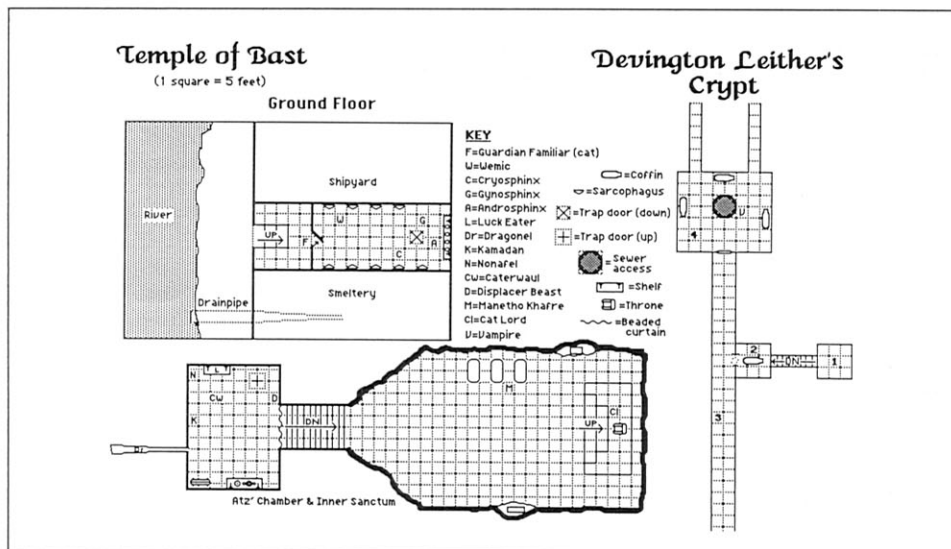 Temple of Bast
(1 square = 5 feet)
Ground Floor
Shipyard
River
UP
W
G
F
A
C
Drainpipe
Smeltery
KEY
F=Guardian Familiar (cat)
W=Wemic
C=Cryosphinx
G=Gynosphinx
A=Androsphinx
L=Luck Eater
Dr=Dragonel
K=Kamadan
N=Nonafel
CW=Caterwaul
D=Displacer Beast
M=Manetho Khafre
Cl=Cat Lord
V=Vampire
=Coffin
=Sarcophagus
=Trap door (down)
=Trap door (up)
=Sewer access
=Shelf
=Throne
=Beaded curtain
N
L
CW
D
K
DN
M
Cl
UP
Atz' Chamber & Inner Sanctum
Devington Leither's
Crypt
V
4
2
DN
1
3